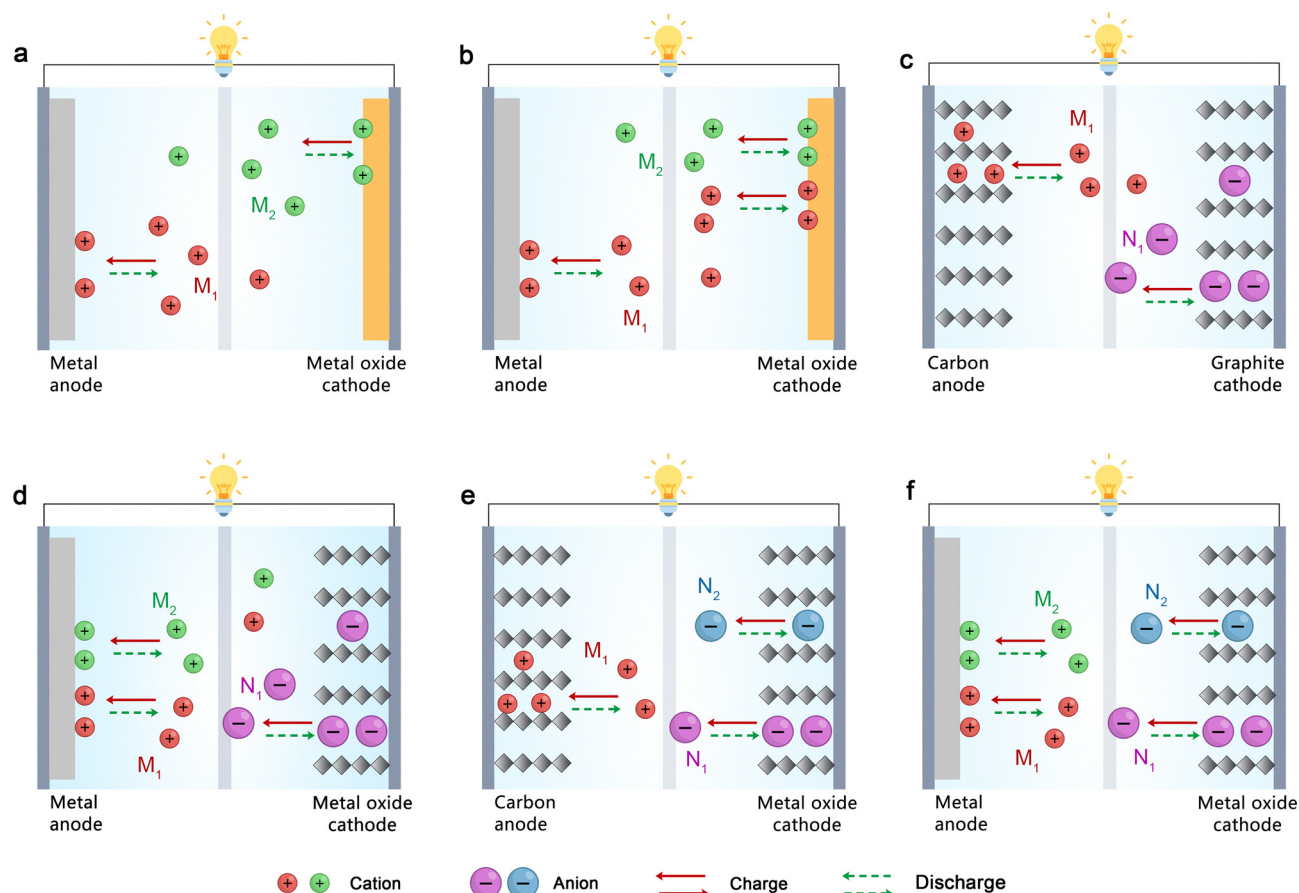 a
M₂
M₁
Metal
anode
Metal oxide
cathode
b
M₂
M₁
Metal
anode
Metal oxide
cathode
c
M₁
N₁
Carbon
anode
Graphite
cathode
d
M₂
N₁
M₁
Metal
anode
Metal oxide
cathode
e
N₂
M₁
N₁
Carbon
anode
Metal oxide
cathode
f
M₂
N₂
M₁
N₁
Metal
anode
Metal oxide
cathode
Cation
Anion
Charge
Discharge